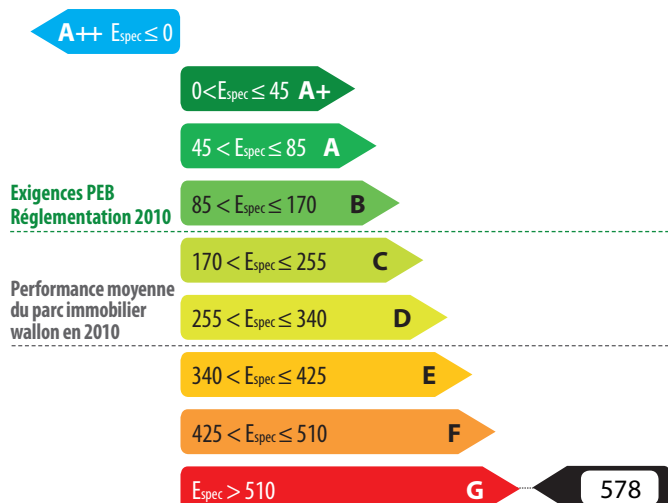 A++ Espec ≤ 0
0<Espec ≤ 45 A+
45 < Espec ≤ 85 A
Exigences PEB
Réglementation 2010
85 < Espec ≤ 170 B
170 < Espec ≤ 255 C
Performance moyenne
du parc immobilier
wallon en 2010
255 < Espec ≤ 340 D
340 < Espec ≤ 425 E
425 < Espec ≤ 510 F
Espec > 510 G
578